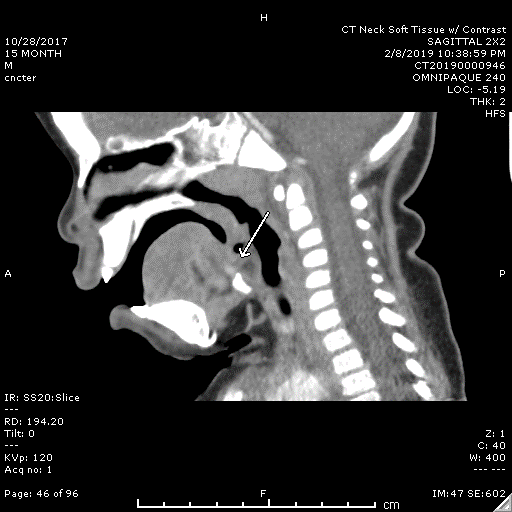 H
10/28/2017
15 MONTH
M
cncter
CT Neck Soft Tissue w/ Contrast
SAGITTAL 2X2
2/8/2019 10:38:59 PM
CT20190000946
OMNIPAQUE 240
LOC: -5.19
THK: 2
HFS
A
P
IR: SS20:Slice
---
RD: 194.20
Tilt: 0
---
KVp: 120
Acq no: 1
Page: 46 of 96
Z: 1
C: 40
W: 400
--- ---
IM:47 SE:602
F
cm